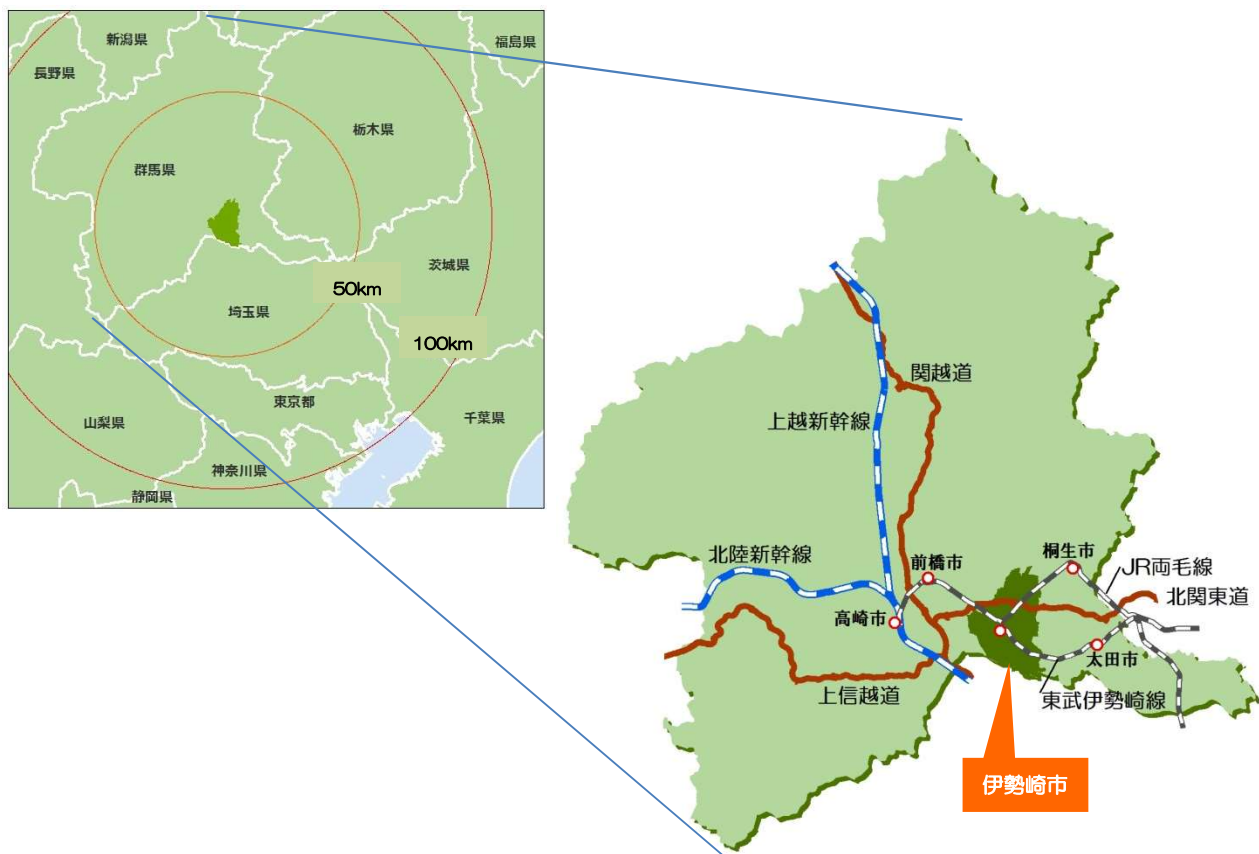 新潟県
福島県
長野県
栃木県
群馬県
茨城県
50km
埼玉県
100km
東京都
山梨県
千葉県
神奈川県
静岡県
関越道
上越新幹線
北陸新幹線
前橋市
桐生市
JR両毛線
北関東道
高崎市
太田市
上信越道
東武伊勢崎線
伊勢崎市